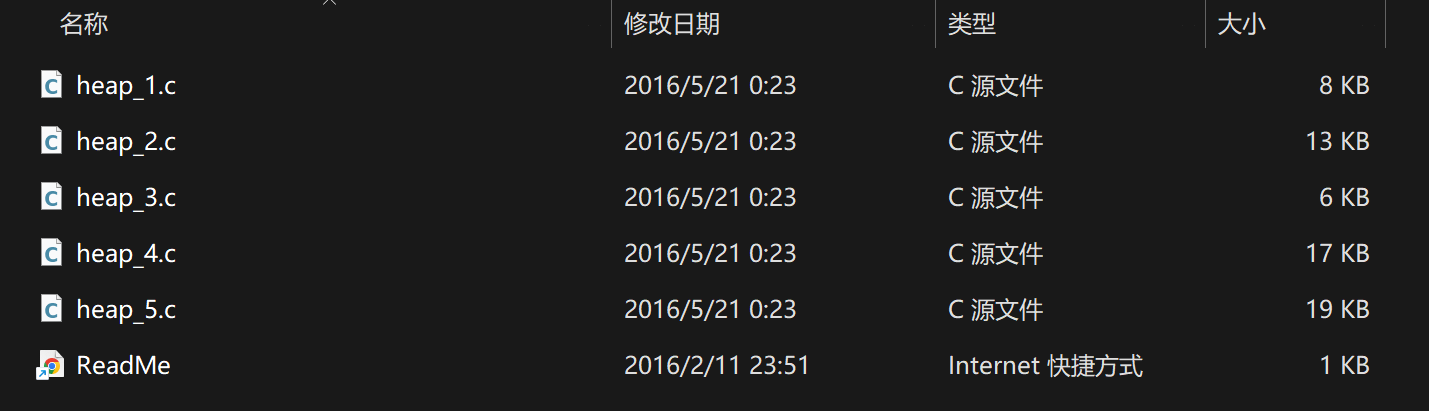 名称 修改日期 类型 大小
heap_1.c 2016/5/21 0:23 C 源文件 8 KB
heap_2.c 2016/5/21 0:23 C 源文件 13 KB
heap_3.c 2016/5/21 0:23 C 源文件 6 KB
heap_4.c 2016/5/21 0:23 C 源文件 17 KB
heap_5.c 2016/5/21 0:23 C 源文件 19 KB
ReadMe 2016/2/11 23:51 Internet 快捷方式 1 KB